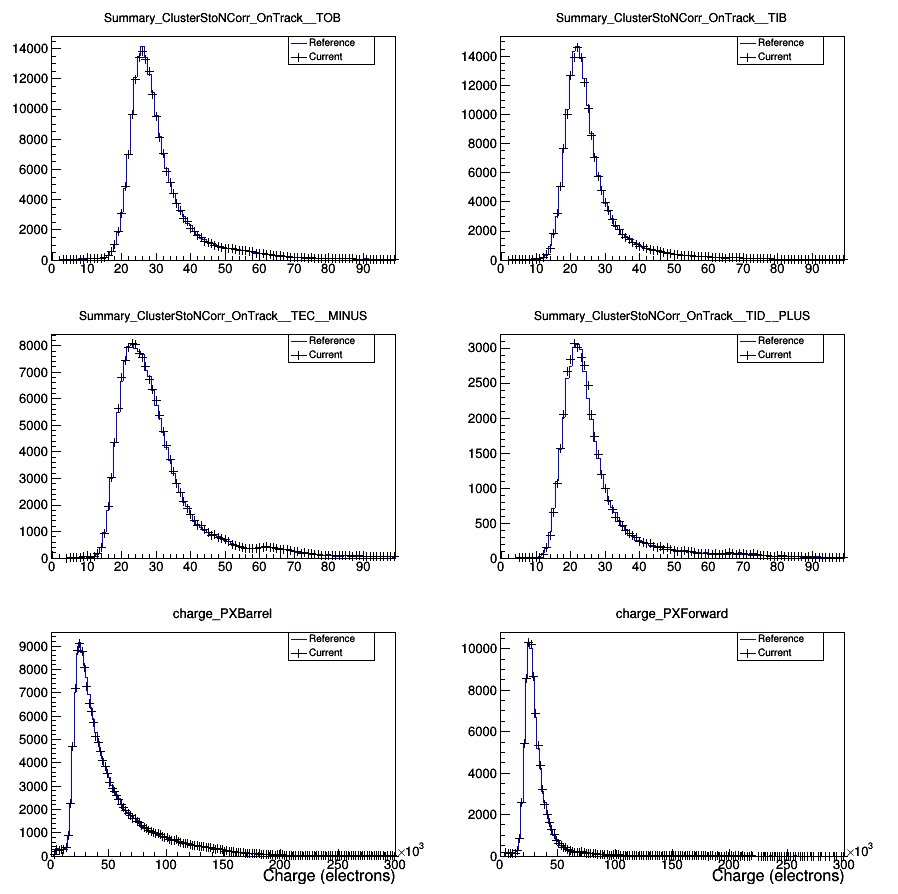 Summary_ClusterStoNCorr_OnTrack__TOB
Reference
Current
14000
12000
10000
8000
6000
4000
2000
0
0 10 20 30 40 50 60 70 80 90
Summary_ClusterStoNCorr_OnTrack__TIB
Reference
Current
14000
12000
10000
8000
6000
4000
2000
0
0 10 20 30 40 50 60 70 80 90
Summary_ClusterStoNCorr_OnTrack__TEC__MINUS
Reference
Current
8000
7000
6000
5000
4000
3000
2000
1000
0
0 10 20 30 40 50 60 70 80 90
Summary_ClusterStoNCorr_OnTrack__TID__PLUS
Reference
Current
3000
2500
2000
1500
1000
500
0
0 10 20 30 40 50 60 70 80 90
charge_PXBarrel
Reference
Current
9000
8000
7000
6000
5000
4000
3000
2000
1000
0
0 50 100 150 200 250 300
×10³
Charge (electrons)
charge_PXForward
Reference
Current
10000
8000
6000
4000
2000
0
0 50 100 150 200 250 300
×10³
Charge (electrons)